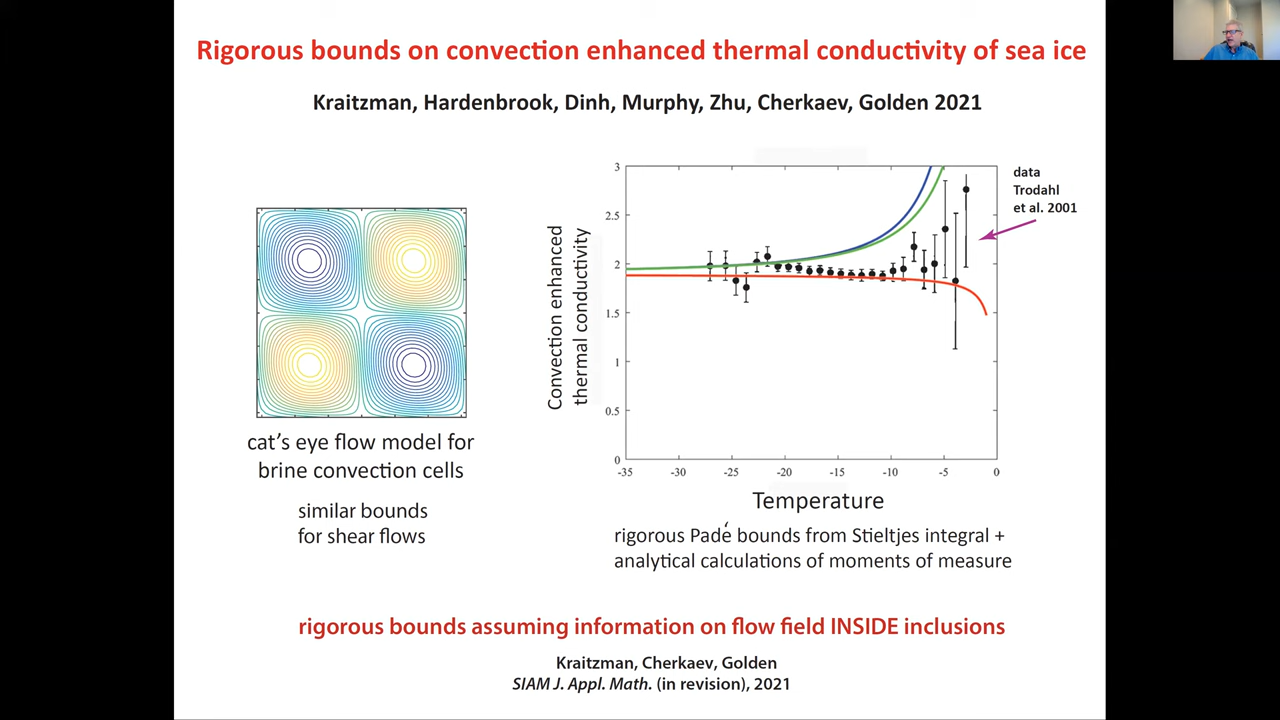 Rigorous bounds on convection enhanced thermal conductivity of sea ice
Kraitzman, Hardenbrook, Dinh, Murphy, Zhu, Cherkaev, Golden 2021
cat's eye flow model for
brine convection cells
similar bounds
for shear flows
Convection enhanced
thermal conductivity
3
2.5
2
1.5
1
0.5
0
-35 -30 -25 -20 -15 -10 -5 0
Temperature
data
Trodahl
et al. 2001
rigorous Padé bounds from Stieltjes integral +
analytical calculations of moments of measure
rigorous bounds assuming information on flow field INSIDE inclusions
Kraitzman, Cherkaev, Golden
SIAM J. Appl. Math. (in revision), 2021